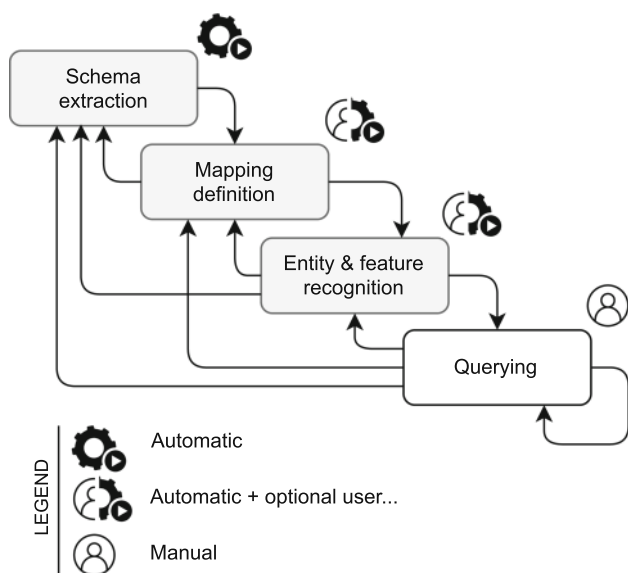 Schema
extraction
Mapping
definition
Entity & feature
recognition
Querying
LEGEND
Automatic
Automatic + optional user...
Manual